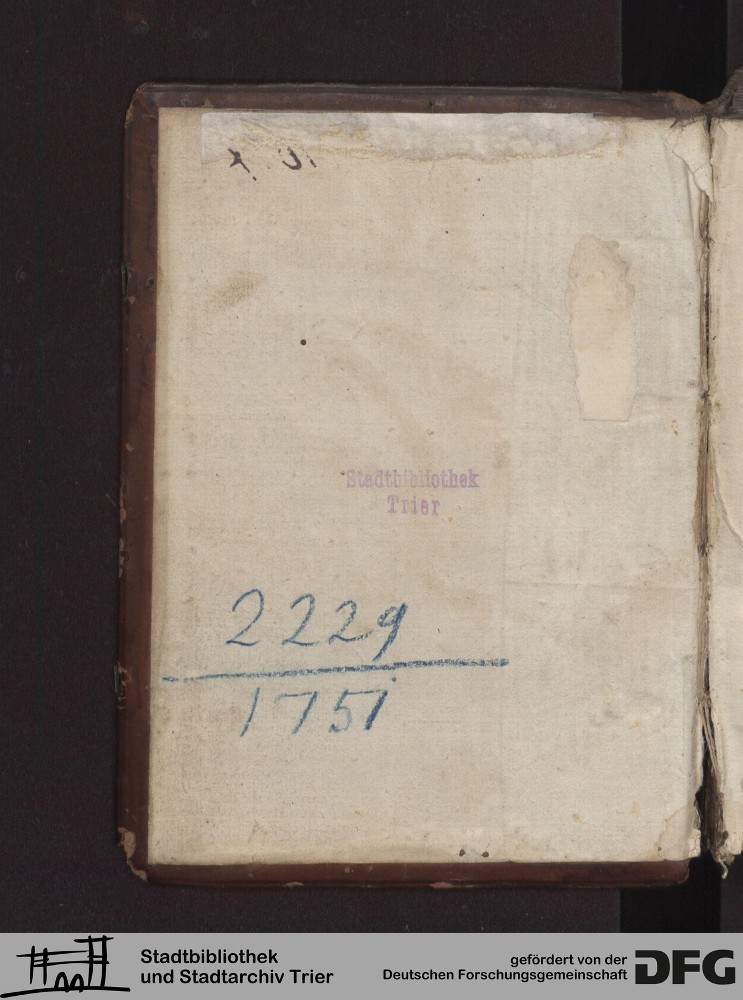 Stadtbibliothek
Trier
2229
1751
Stadtbibliothek
und Stadtarchiv Trier
gefördert von der
Deutschen Forschungsgemeinschaft
DFG